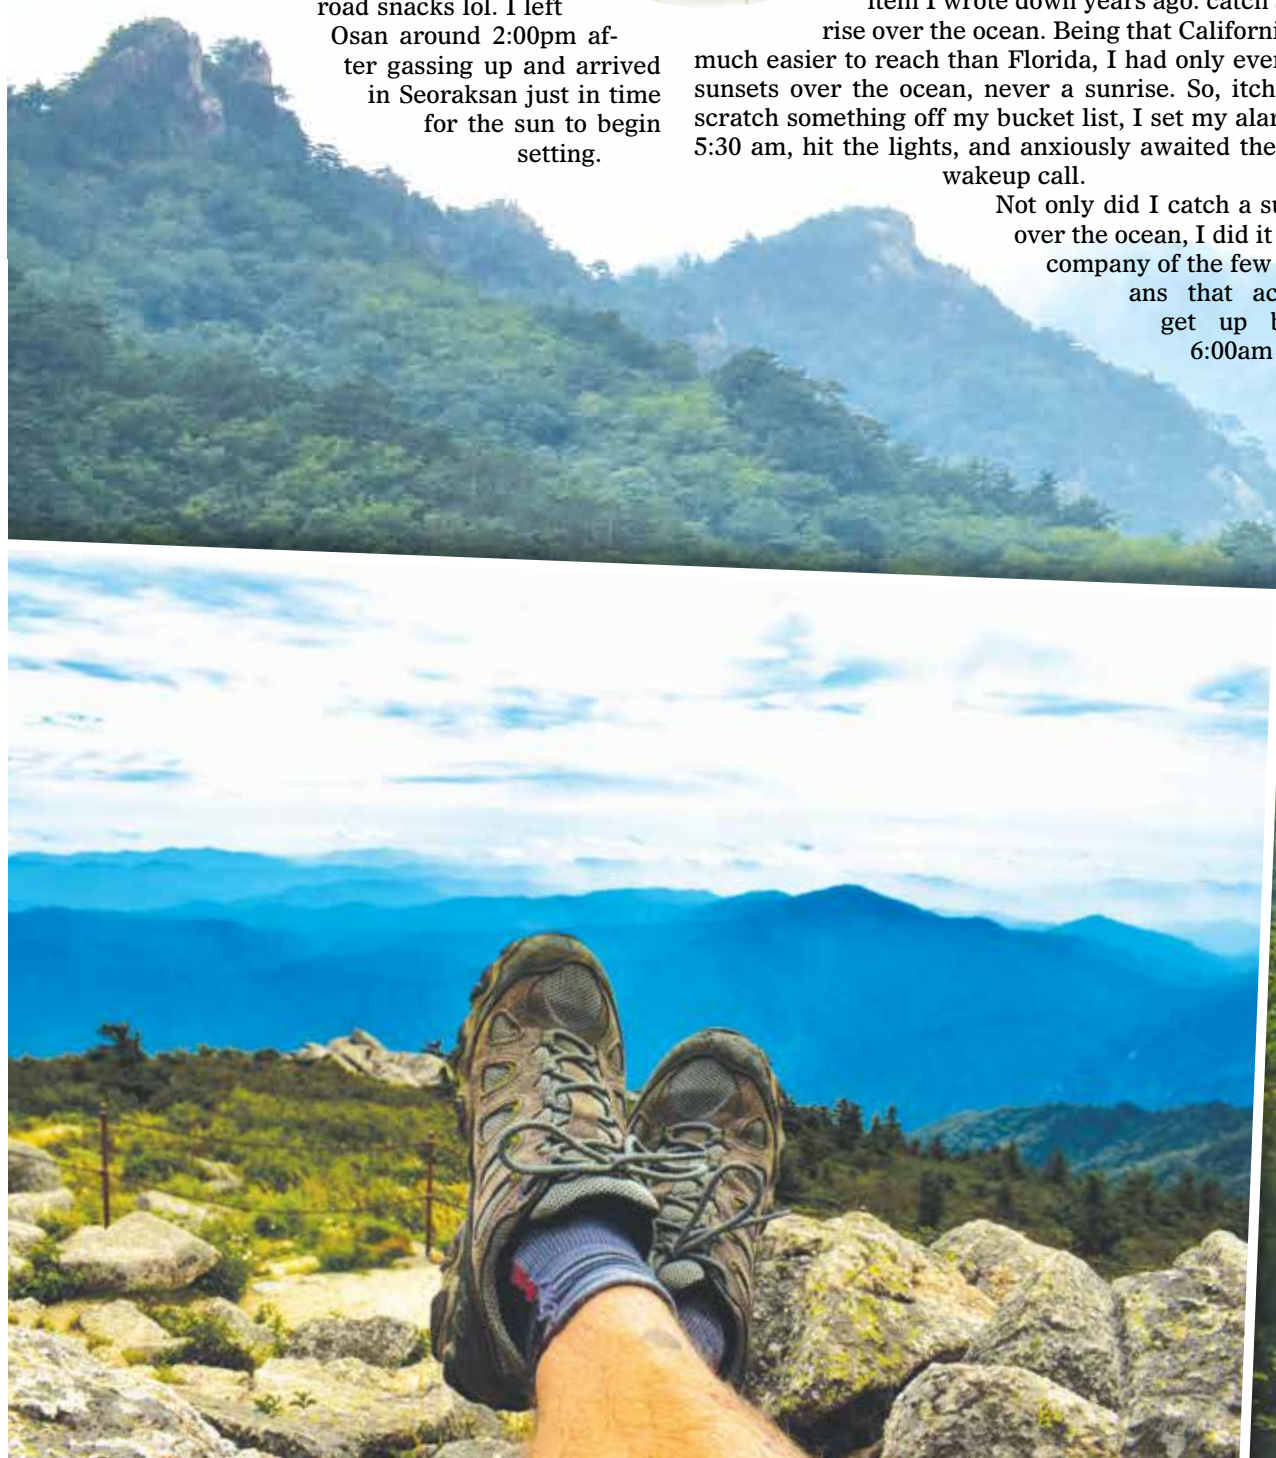 road snacks lol. I left
Osan around 2:00pm af-
ter gassing up and arrived
in Seoraksan just in time
for the sun to begin
setting.
item I wrote down years ago: catch
rise over the ocean. Being that Californi
much easier to reach than Florida, I had only ever
sunsets over the ocean, never a sunrise. So, itch
scratch something off my bucket list, I set my alar
5:30 am, hit the lights, and anxiously awaited the
wakeup call.
Not only did I catch a su
over the ocean, I did it
company of the few
ans that ac
get up b
6:00am